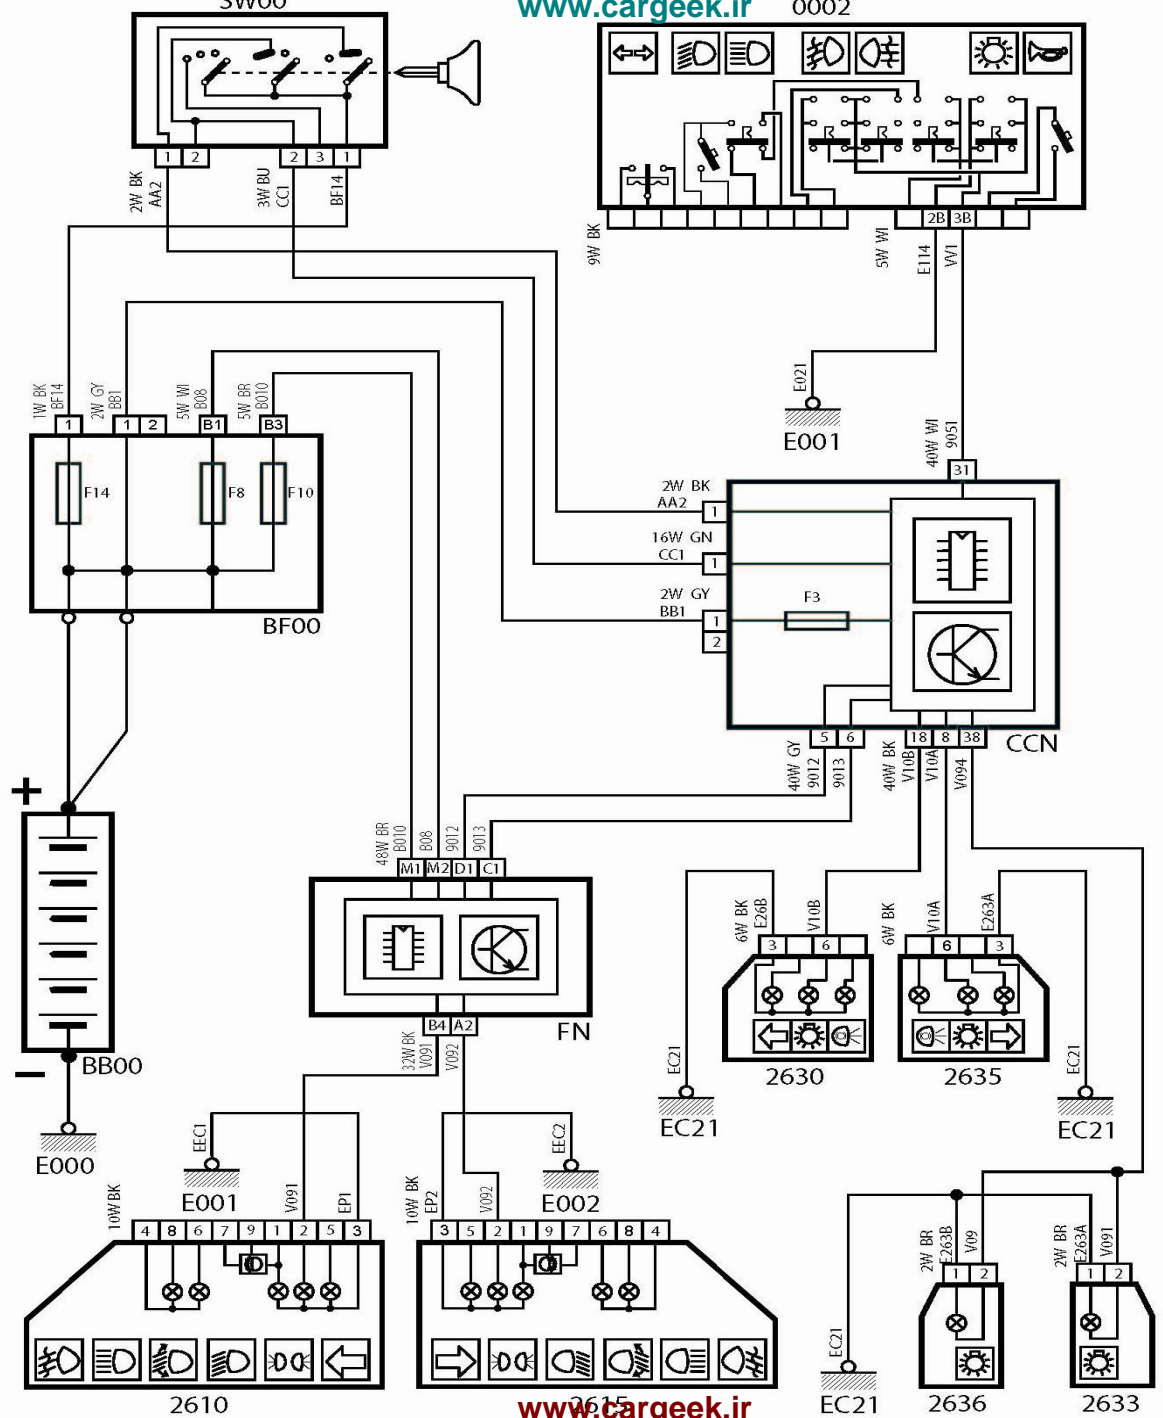 SW00
www.cargeek.ir
0002
1 2 2 3 1
2W BK
AA2
3W BU
CC1
BF14
9W BK
5W WI
2B 3B
E114
VV1
E021
E001
40W WI
9051
31
1W BK
BF14
2W GY
BB1
5W WI
B08
5W BR
B010
1 1 2 B1 B3
F14
F8
F10
BF00
2W BK
AA2
1
16W GN
CC1
1
2W GY
BB1
1
2
F3
5 6 18 8 38
CCN
40W GY
9012
9013
40W BK
V10B
V10A
V094
+
−
BB00
E000
48W BR
B010
B08
9012
9013
M1 M2 D1 C1
FN
B4 A2
32W BK
V091
V092
6W BK
E26B
V10B
3 6
2630
6W BK
V10A
E263A
6 3
2635
EC21
EC21
EC21
EC21
EEC1
E001
EEC2
E002
10W BK
V091
EP1
4 8 6 7 9 1 2 5 3
2610
10W BK
EP2
V092
3 5 2 1 9 7 6 8 4
2615
www.cargeek.ir
EC21
EC21
2W BR
E263B
V09
1 2
2636
2W BR
E263A
V091
1 2
2633